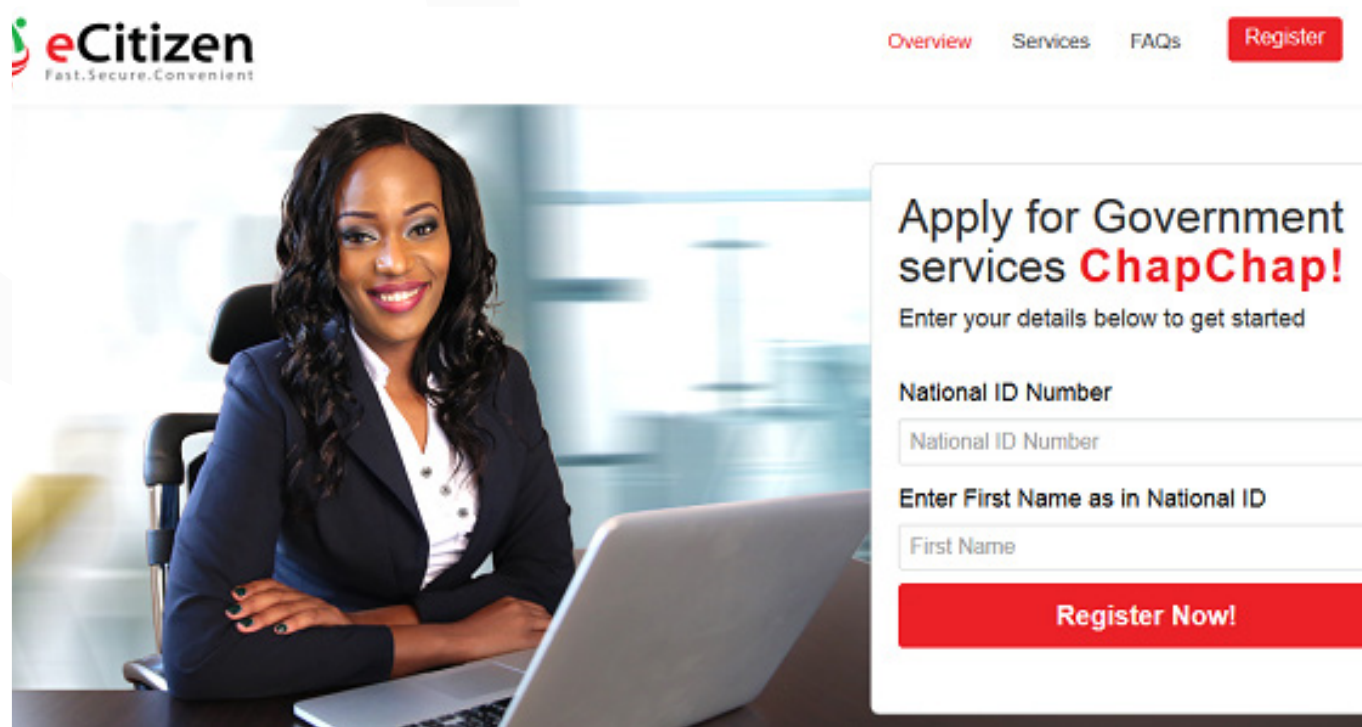 eCitizen
Fast.Secure.Convenient
Overview Services FAQs Register
Apply for Government
services ChapChap!
Enter your details below to get started
National ID Number
National ID Number
Enter First Name as in National ID
First Name
Register Now!